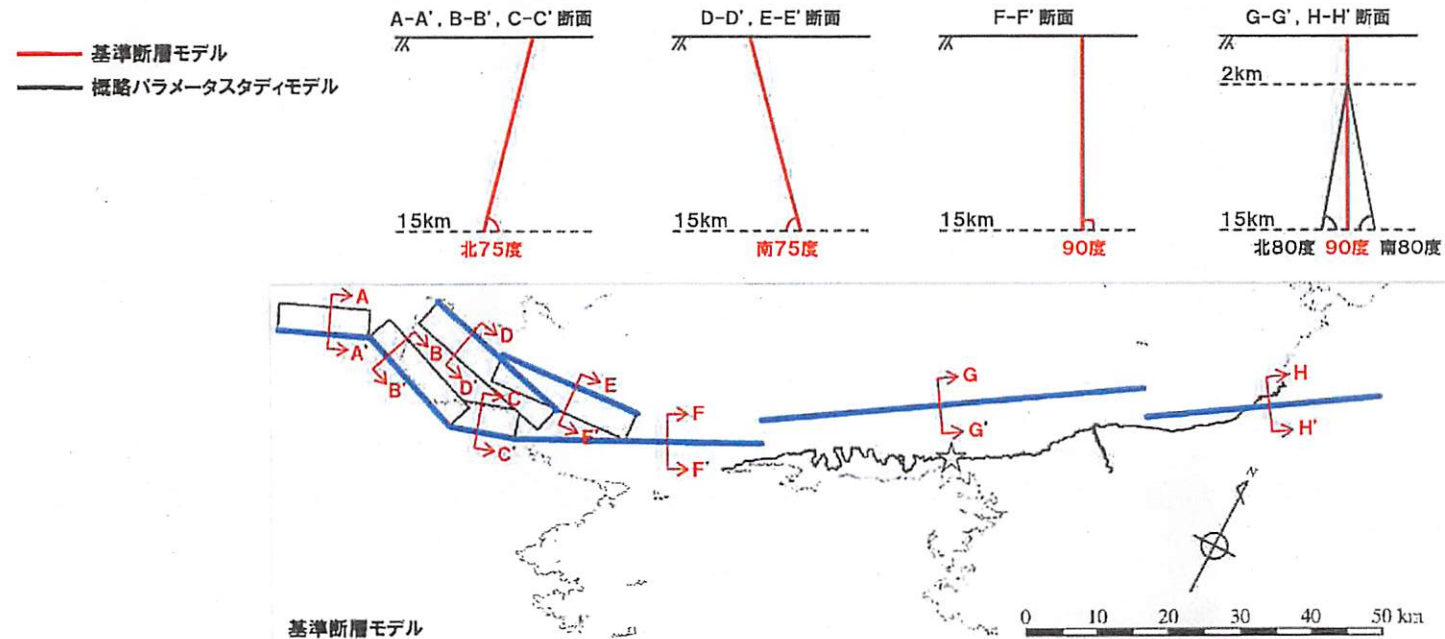 A-A', B-B', C-C' 断面
D-D', E-E' 断面
F-F' 断面
G-G', H-H' 断面
基準断層モデル
概略パラメータスタディモデル
2km
15km
15km
15km
15km
北75度
南75度
90度
北80度 90度 南80度
A
A'
B
B'
C
C'
D
D'
E
E'
F
F'
G
G'
H
H'
N
基準断層モデル
0 10 20 30 40 50 km